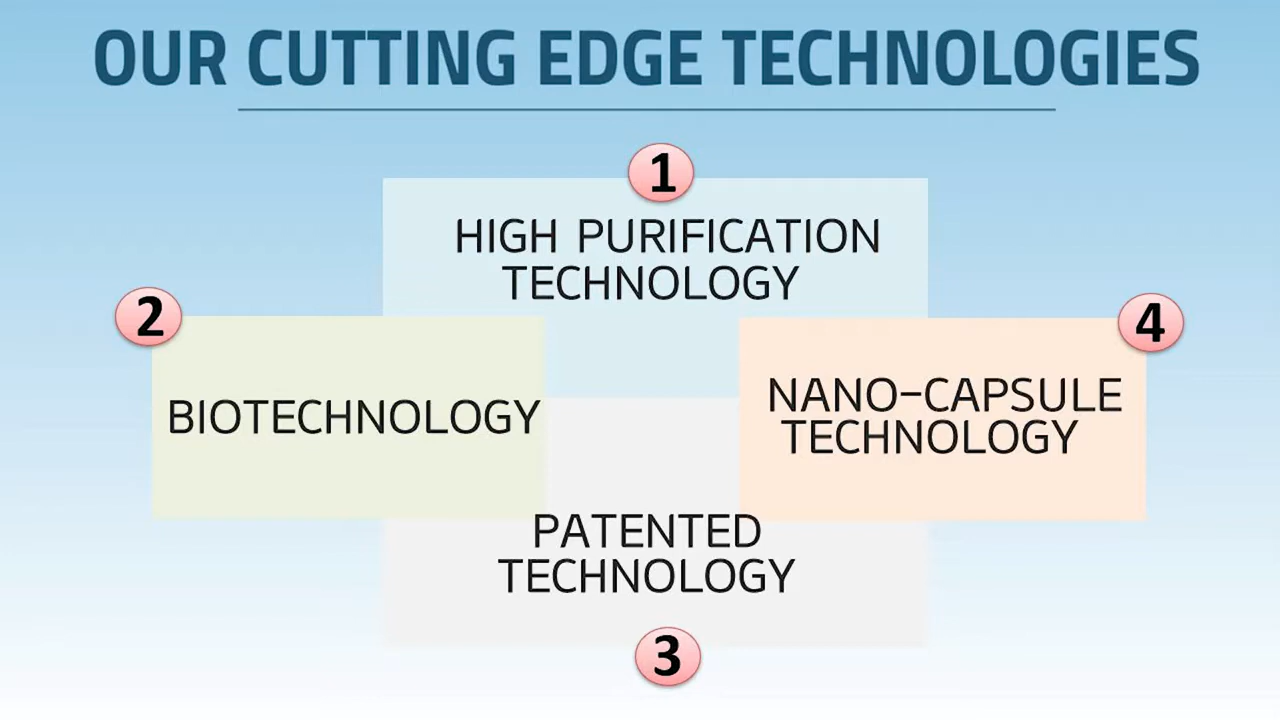 OUR CUTTING EDGE TECHNOLOGIES
1
HIGH PURIFICATION
TECHNOLOGY
2
BIOTECHNOLOGY
4
NANO-CAPSULE
TECHNOLOGY
PATENTED
TECHNOLOGY
3